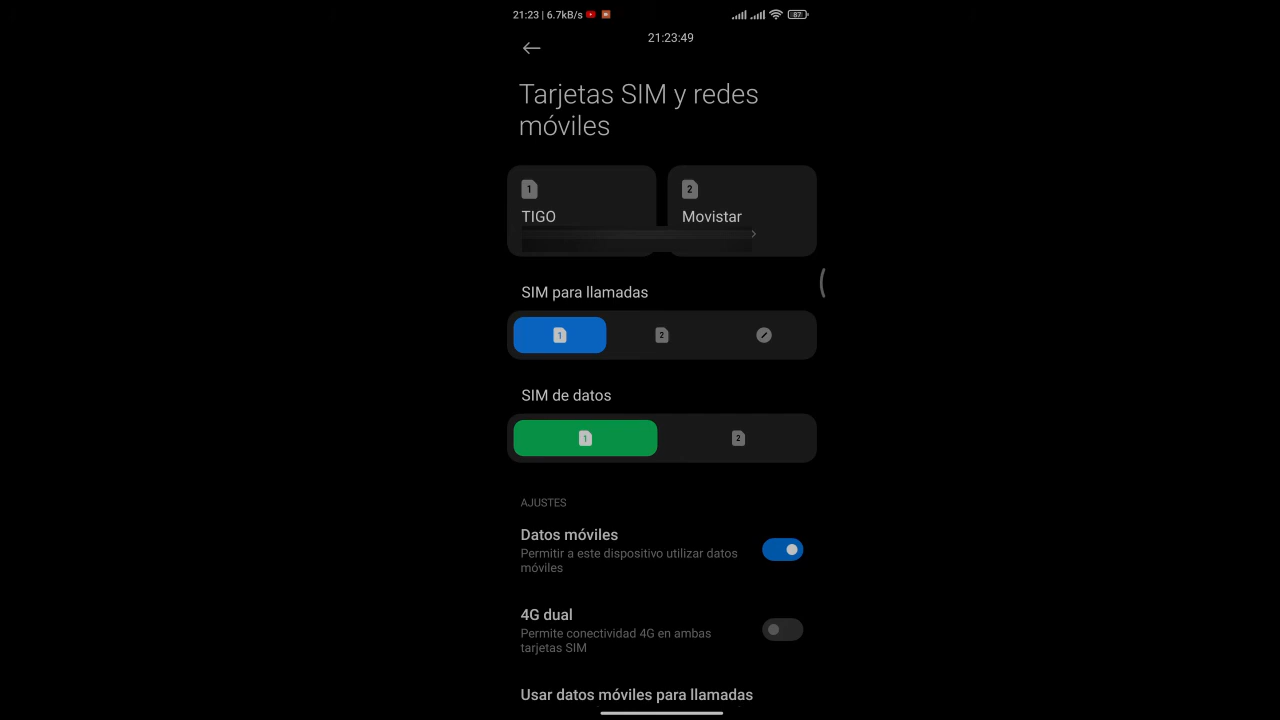 21:23 | 6.7kB/s
87
21:23:49
Tarjetas SIM y redes
móviles
1
2
TIGO
Movistar
SIM para llamadas
1
2
SIM de datos
1
2
AJUSTES
Datos móviles
Permitir a este dispositivo utilizar datos
móviles
4G dual
Permite conectividad 4G en ambas
tarjetas SIM
Usar datos móviles para llamadas